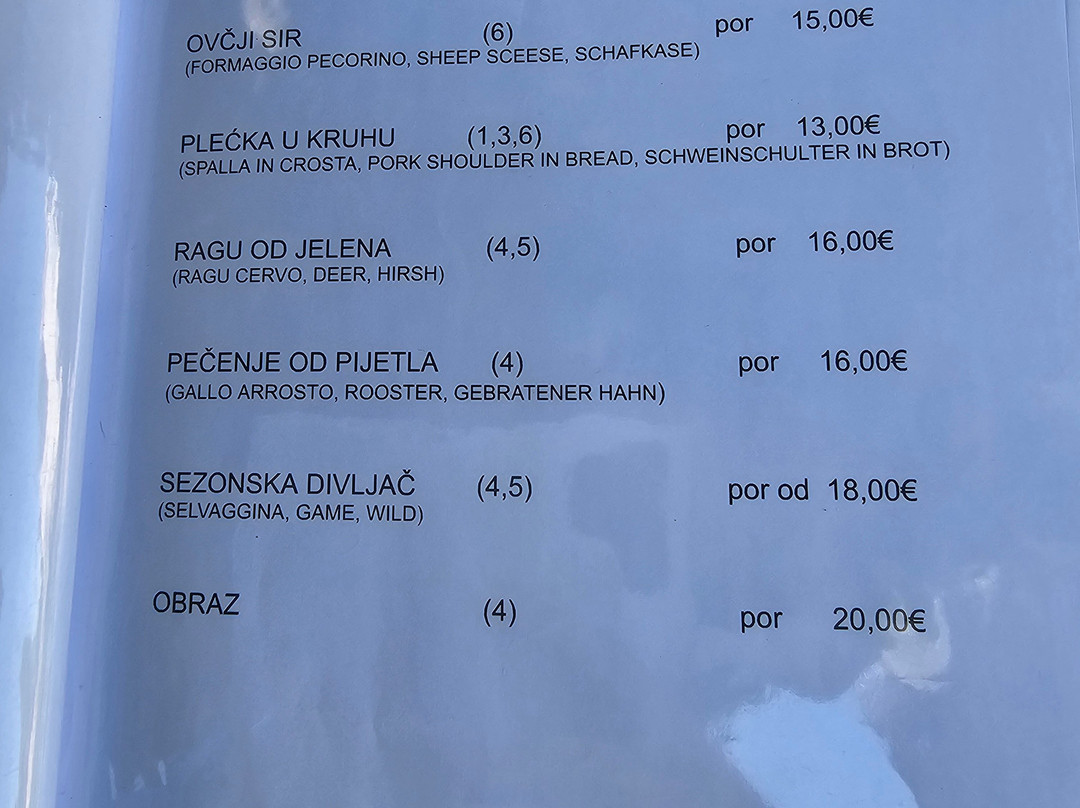 OVČJI SIR (6) por 15,00€
(FORMAGGIO PECORINO, SHEEP SCEESE, SCHAFKASE)
PLEĆKA U KRUHU (1,3,6) por 13,00€
(SPALLA IN CROSTA, PORK SHOULDER IN BREAD, SCHWEINSCHULTER IN BROT)
RAGU OD JELENA (4,5) por 16,00€
(RAGU CERVO, DEER, HIRSH)
PEČENJE OD PIJETLA (4) por 16,00€
(GALLO ARROSTO, ROOSTER, GEBRATENER HAHN)
SEZONSKA DIVLJAČ (4,5) por od 18,00€
(SELVAGGINA, GAME, WILD)
OBRAZ (4) por 20,00€